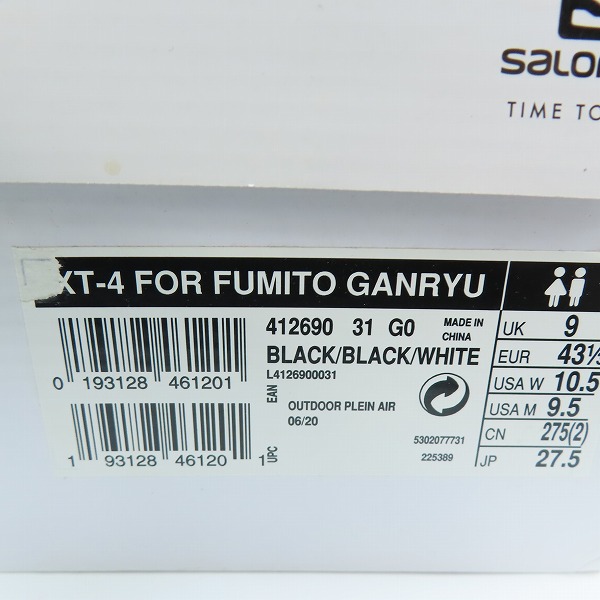 SALO
TIME TO
XT-4 FOR FUMITO GANRYU
412690 31 G0
MADE IN
CHINA
BLACK/BLACK/WHITE
L4126900031
0 193128 461201
EAN
OUTDOOR PLEIN AIR
06/20
5302077731
225389
1 93128 46120 1
UPC
UK 9
EUR 43⅓
USA W 10.5
USA M 9.5
CN 275(2)
JP 27.5